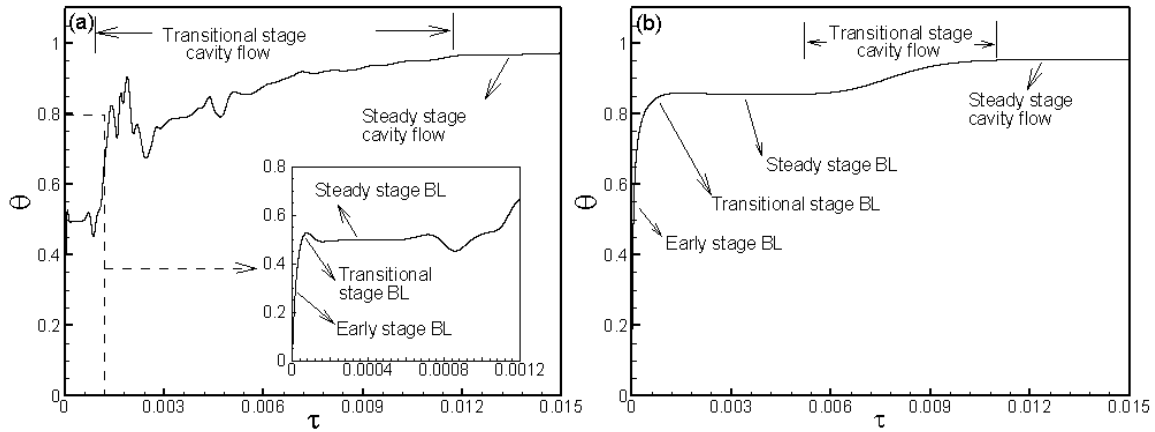 (a)
Transitional stage
cavity flow
1
0.8
0.6
0.4
0.2
0
Θ
Steady stage
cavity flow
0.8
0.6
0.4
0.2
0
Steady stage BL
Transitional
stage BL
Early stage BL
0 0.0004 0.0008 0.0012
0 0.003 0.006 0.009 0.012 0.015
τ
(b)
Transitional stage
cavity flow
1
0.8
0.6
0.4
0.2
0
Θ
Steady stage
cavity flow
Steady stage BL
Transitional stage BL
Early stage BL
0 0.003 0.006 0.009 0.012 0.015
τ